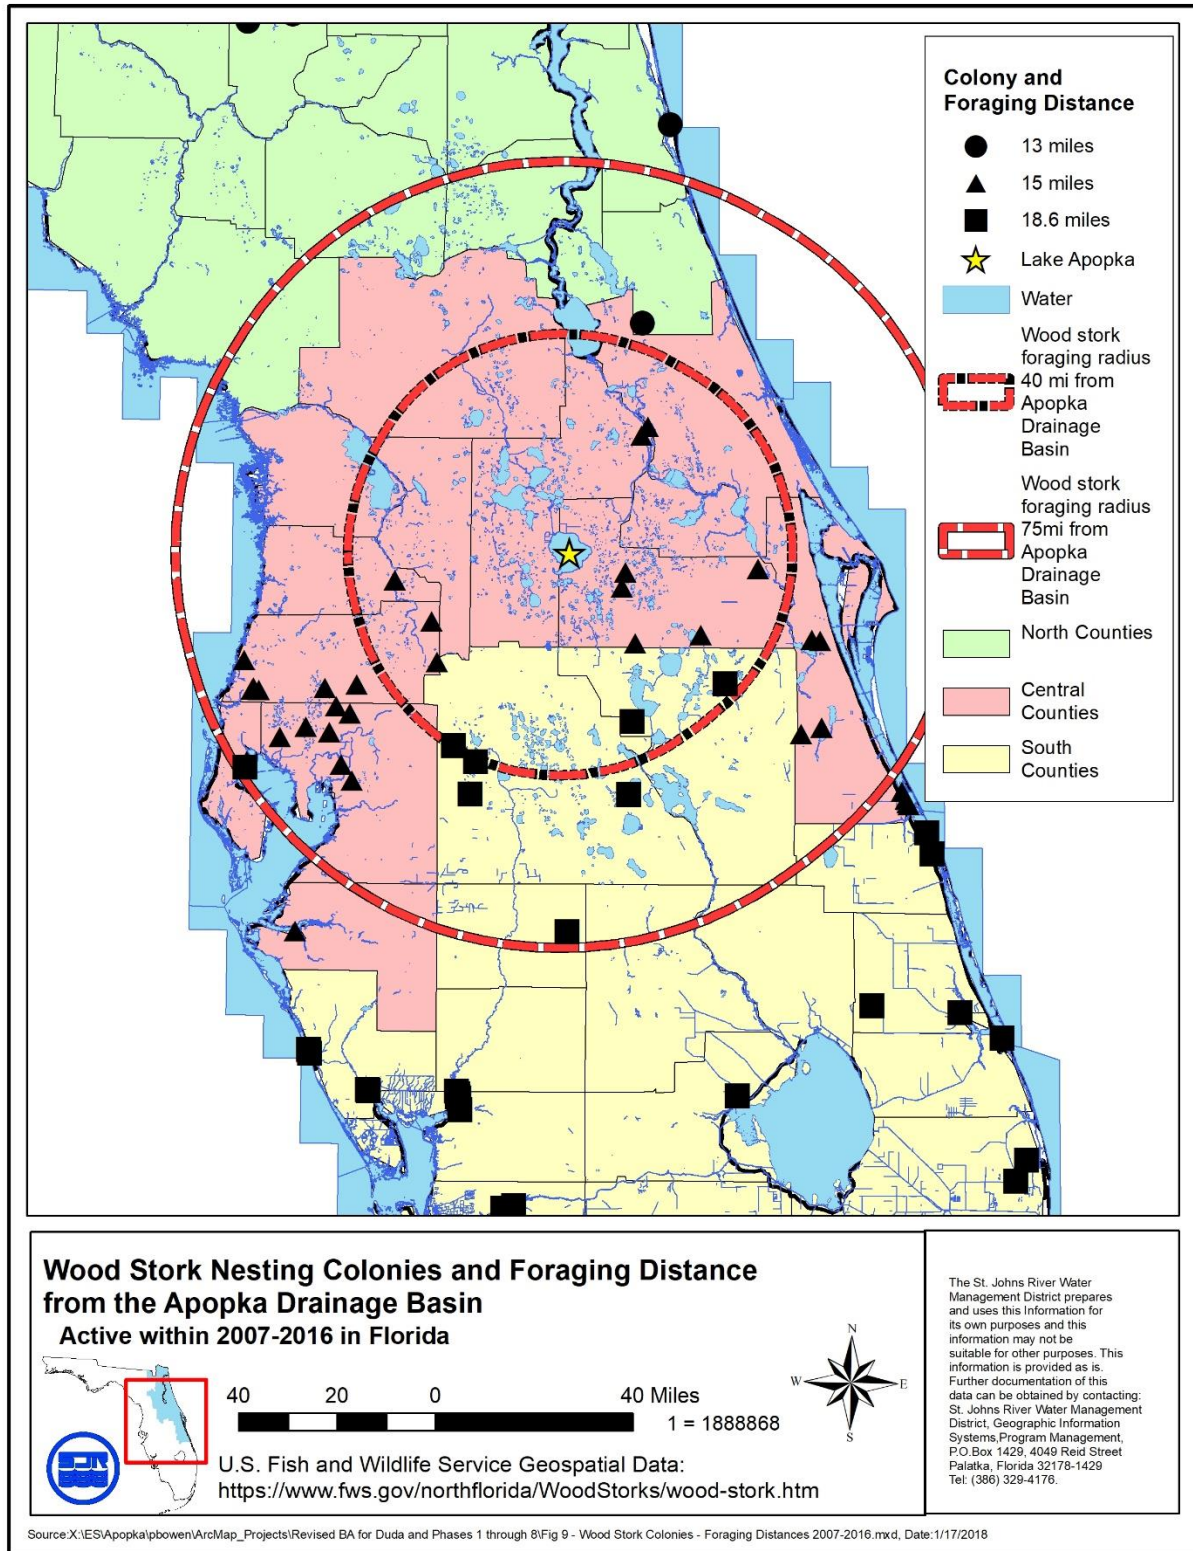 Colony and
Foraging Distance
13 miles
15 miles
18.6 miles
Lake Apopka
Water
Wood stork
foraging radius
40 mi from
Apopka
Drainage
Basin
Wood stork
foraging radius
75mi from
Apopka
Drainage
Basin
North Counties
Central
Counties
South
Counties
Wood Stork Nesting Colonies and Foraging Distance
from the Apopka Drainage Basin
Active within 2007-2016 in Florida
40 20 0 40 Miles
1 = 1888868
N
W E
S
U.S. Fish and Wildlife Service Geospatial Data:
https://www.fws.gov/northflorida/WoodStorks/wood-stork.htm
The St. Johns River Water
Management District prepares
and uses this Information for
its own purposes and this
information may not be
suitable for other purposes. This
information is provided as is.
Further documentation of this
data can be obtained by contacting:
St. Johns River Water Management
District, Geographic Information
Systems,Program Management,
P.O.Box 1429, 4049 Reid Street
Palatka, Florida 32178-1429
Tel: (386) 329-4176.
Source:X:\ES\Apopka\pbowen\ArcMap_Projects\Revised BA for Duda and Phases 1 through 8\Fig 9 - Wood Stork Colonies - Foraging Distances 2007-2016.mxd, Date:1/17/2018